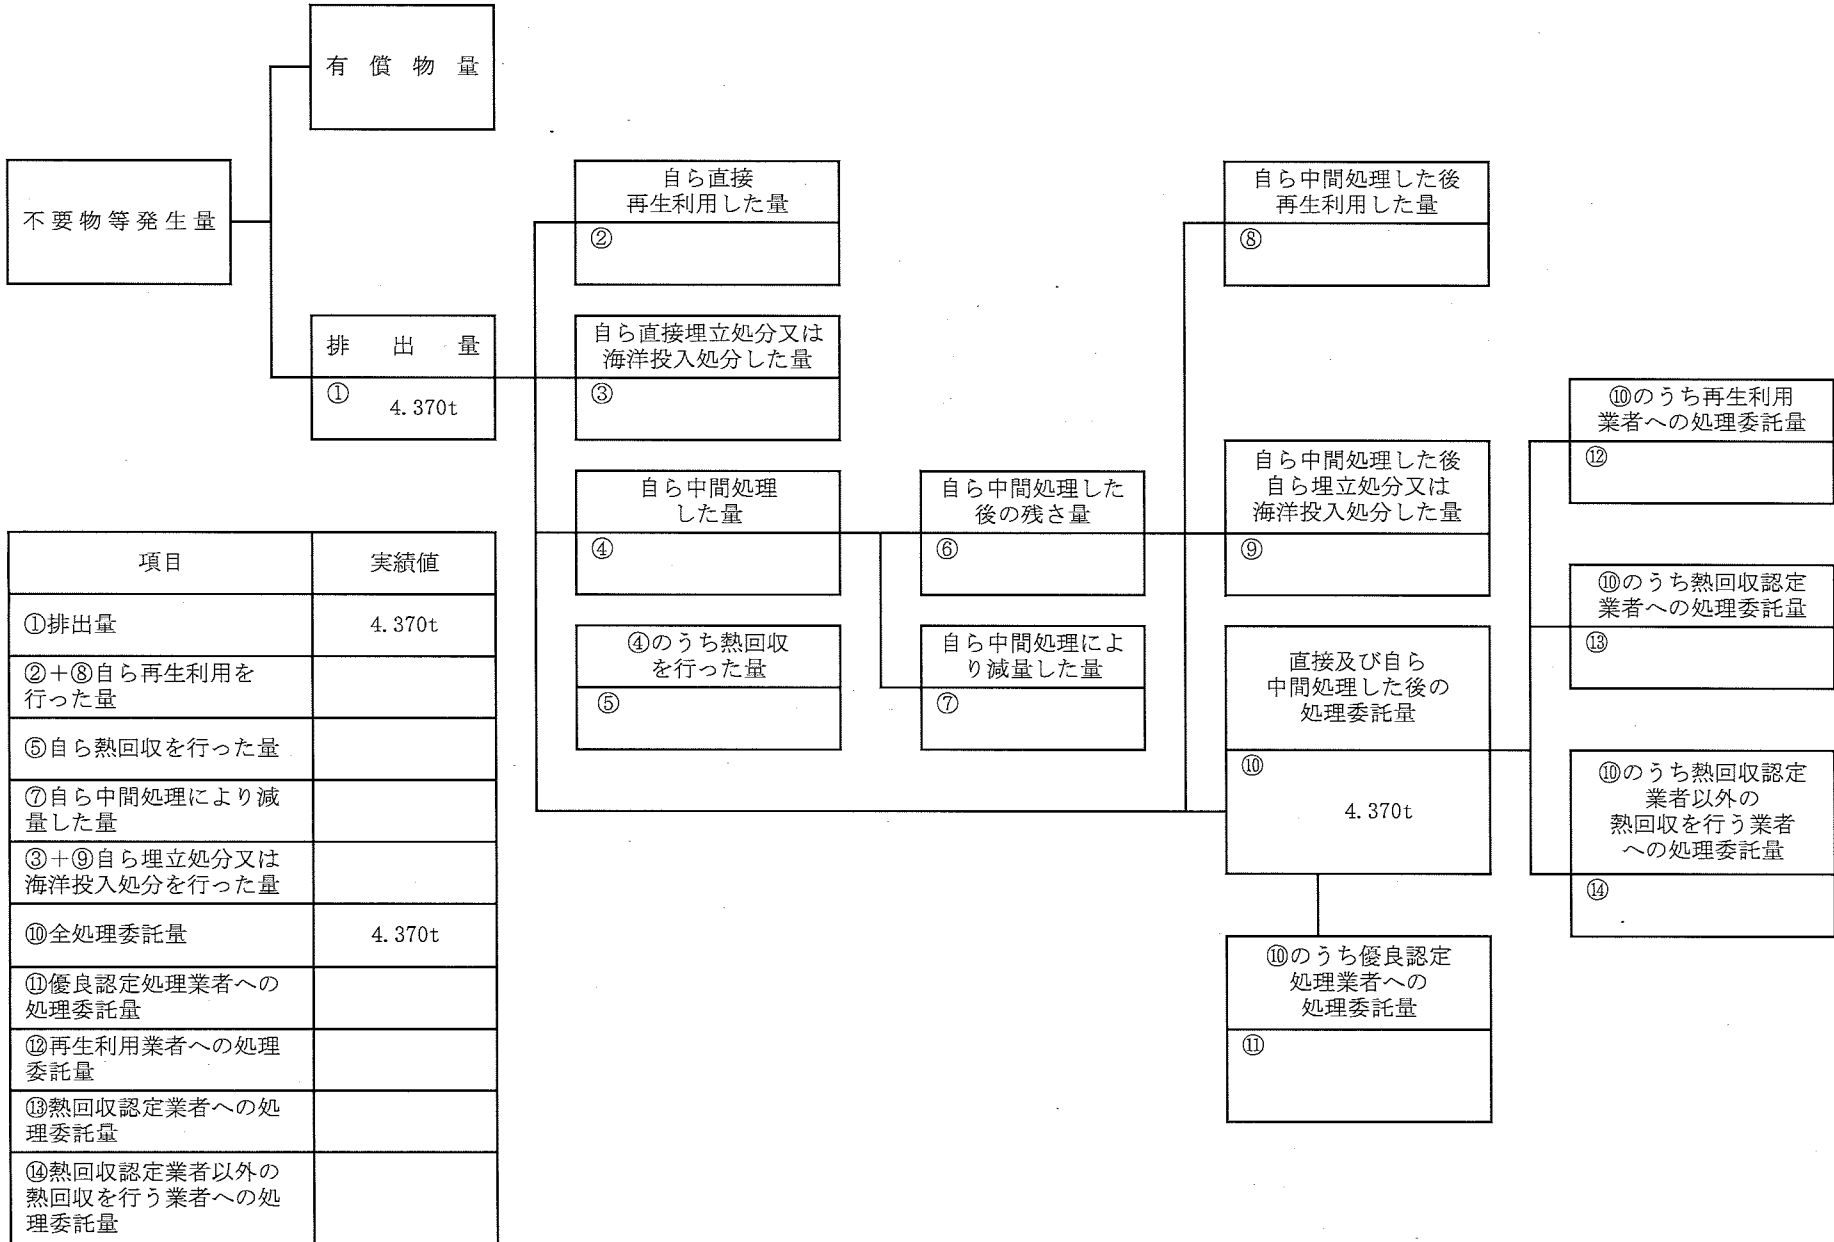 有償物量
不要物等発生量
排出量
①
4.370t
自ら直接
再生利用した量
②
自ら直接埋立処分又は
海洋投入処分した量
③
自ら中間処理
した量
④
④のうち熱回収
を行った量
⑤
自ら中間処理した
後の残さ量
⑥
自ら中間処理によ
り減量した量
⑦
自ら中間処理した後
再生利用した量
⑧
自ら中間処理した後
自ら埋立処分又は
海洋投入処分した量
⑨
直接及び自ら
中間処理した後の
処理委託量
⑩
4.370t
⑩のうち優良認定
処理業者への
処理委託量
⑪
⑩のうち再生利用
業者への処理委託量
⑫
⑩のうち熱回収認定
業者への処理委託量
⑬
⑩のうち熱回収認定
業者以外の
熱回収を行う業者
への処理委託量
⑭
項目 実績値
①排出量 4.370t
②+⑧自ら再生利用を
行った量
⑤自ら熱回収を行った量
⑦自ら中間処理により減
量した量
③+⑨自ら埋立処分又は
海洋投入処分を行った量
⑩全処理委託量 4.370t
⑪優良認定処理業者への
処理委託量
⑫再生利用業者への処理
委託量
⑬熱回収認定業者への処
理委託量
⑭熱回収認定業者以外の
熱回収を行う業者への処
理委託量